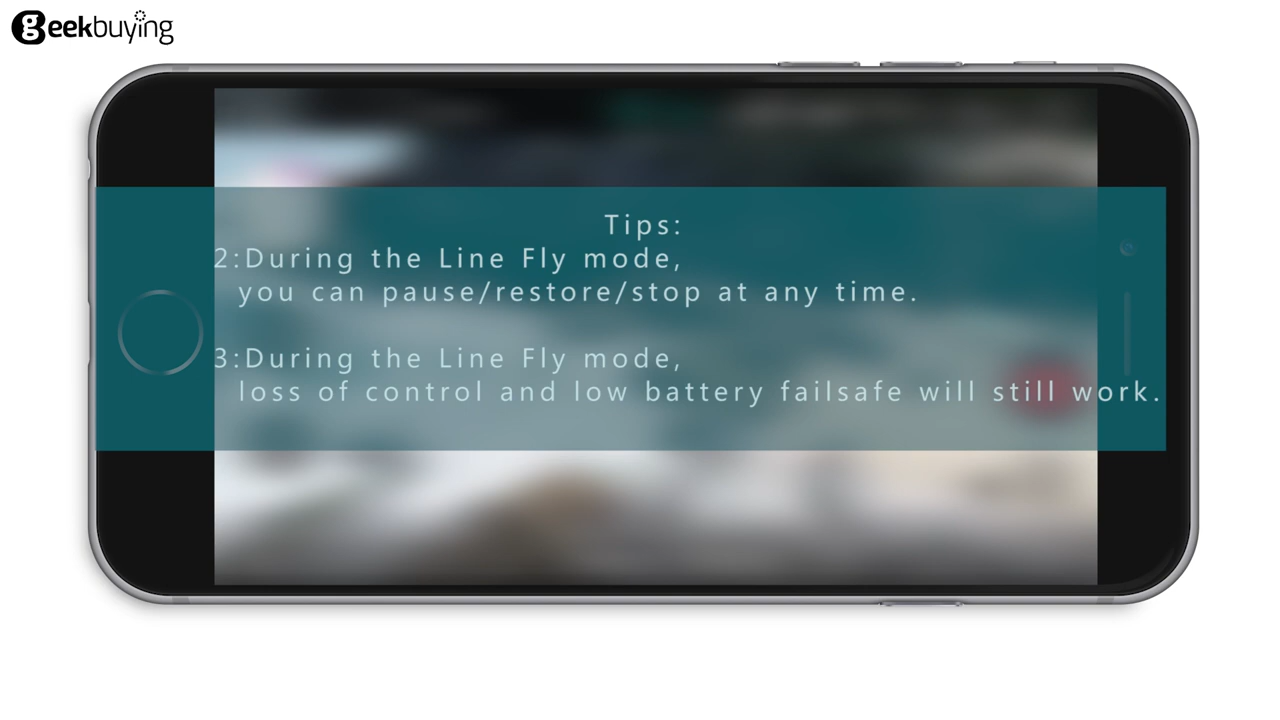 geekbuying
Tips:
2:During the Line Fly mode,
you can pause/restore/stop at any time.
3:During the Line Fly mode,
loss of control and low battery failsafe will still work.